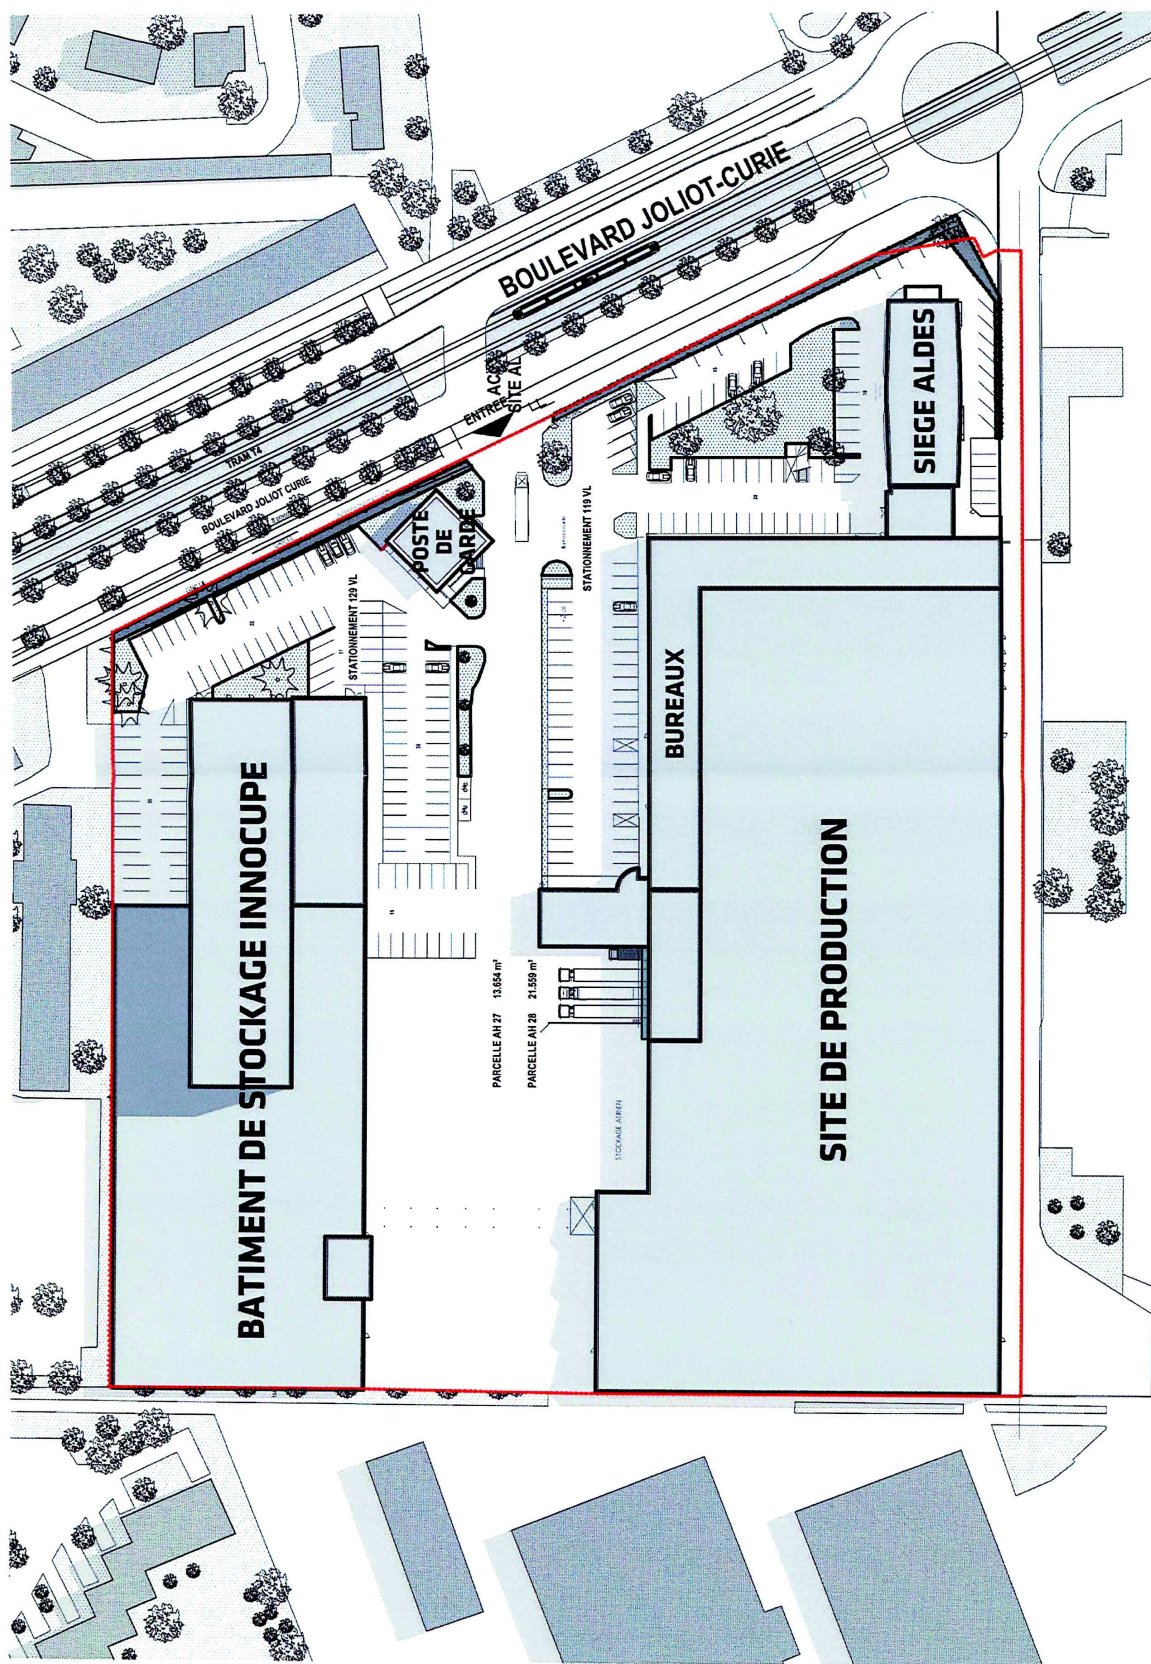 BOULEVARD JOLIOT-CURIE
TRAM T4
BOULEVARD JOLIOT CURIE
ENTREE
POSTE
DE
GARDE
STATIONNEMENT 129 VL
STATIONNEMENT 119 VL
SIEGE ALDES
BUREAUX
BATIMENT DE STOCKAGE INNOCUPE
PARCELLE AH 27 13.654 m²
PARCELLE AH 28 21.559 m²
STOCKAGE AERIEN
SITE DE PRODUCTION